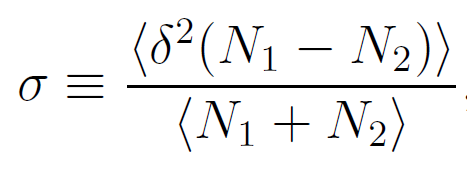 σ ≡ ⟨δ²(N₁ − N₂)⟩ / ⟨N₁ + N₂⟩